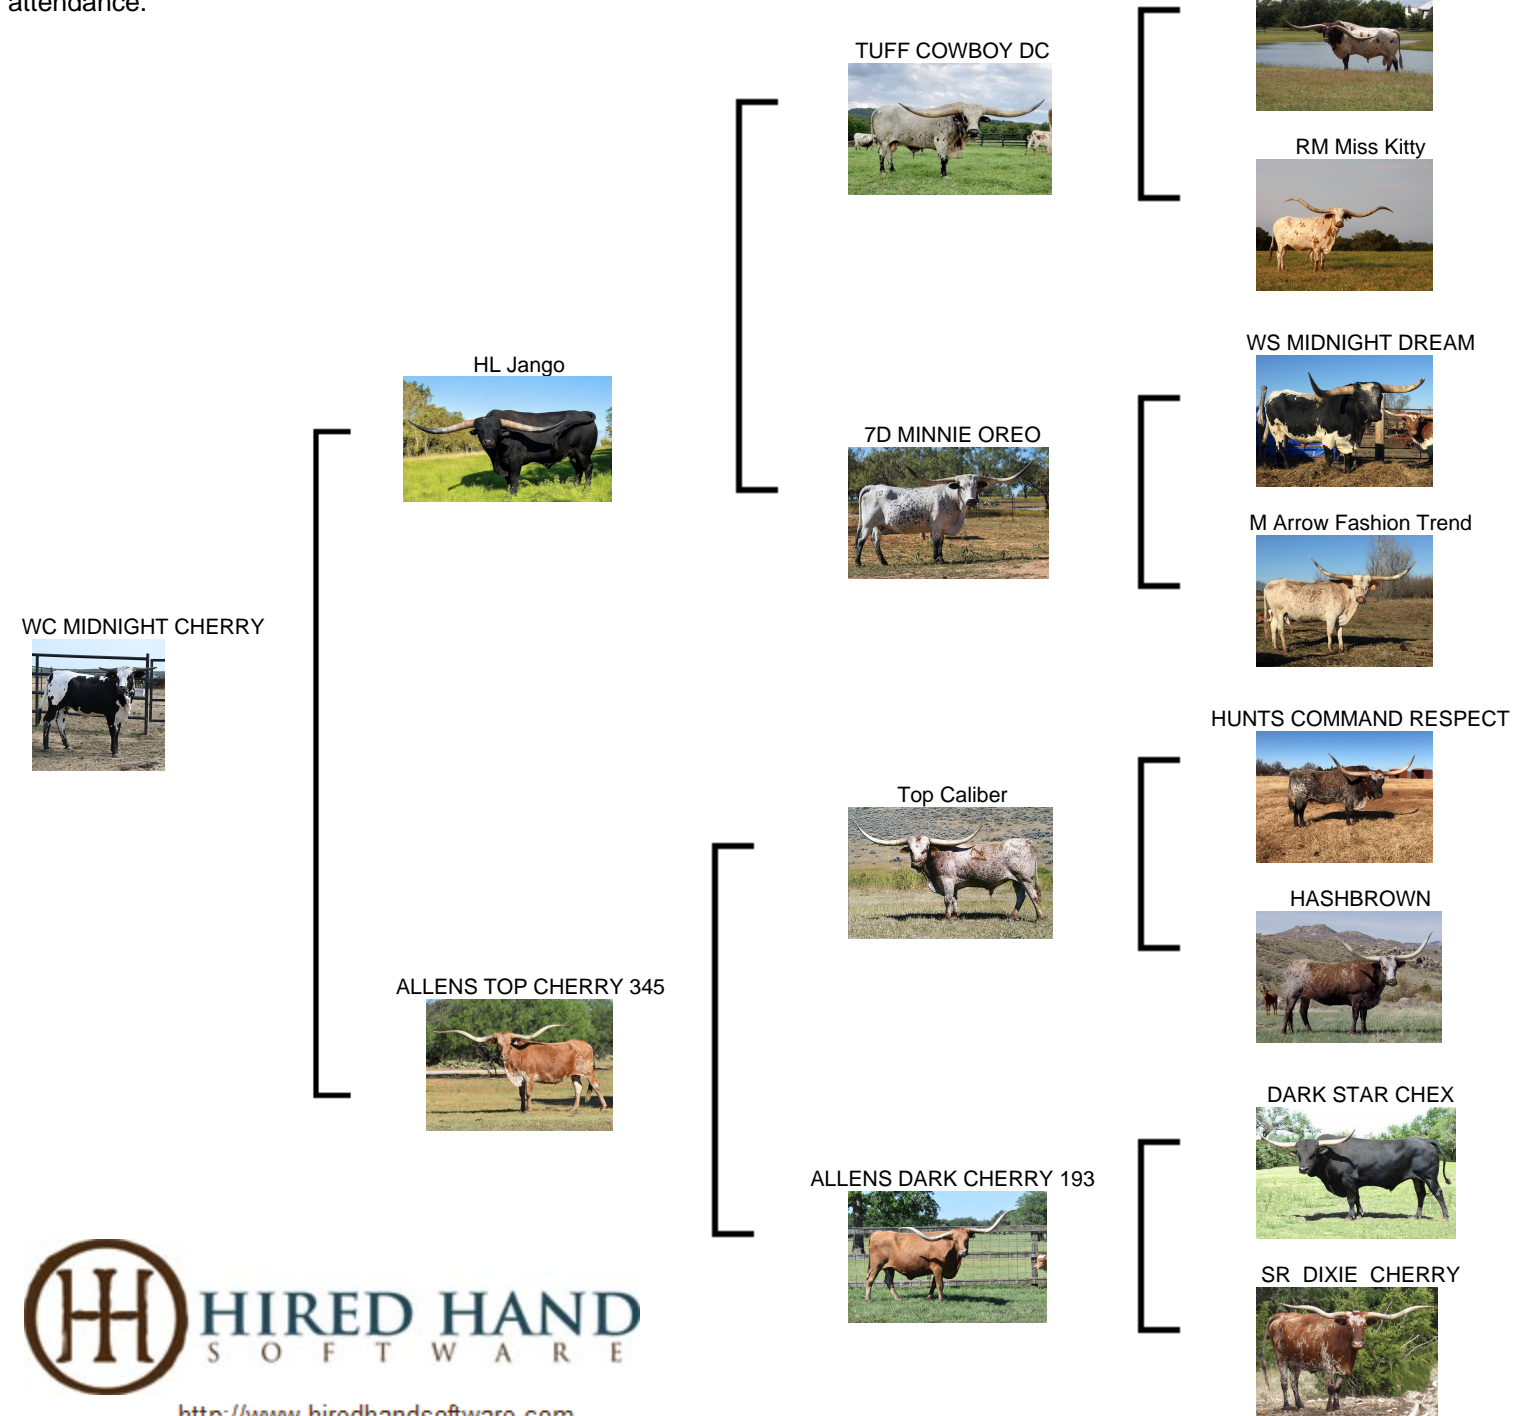 attendance.
TUFF COWBOY DC
RM Miss Kitty
WS MIDNIGHT DREAM
HL Jango
7D MINNIE OREO
M Arrow Fashion Trend
WC MIDNIGHT CHERRY
HUNTS COMMAND RESPECT
Top Caliber
HASHBROWN
ALLENS TOP CHERRY 345
DARK STAR CHEX
ALLENS DARK CHERRY 193
SR DIXIE CHERRY
HIRED HAND
SOFTWARE
http://www.hiredhandsoftware.com